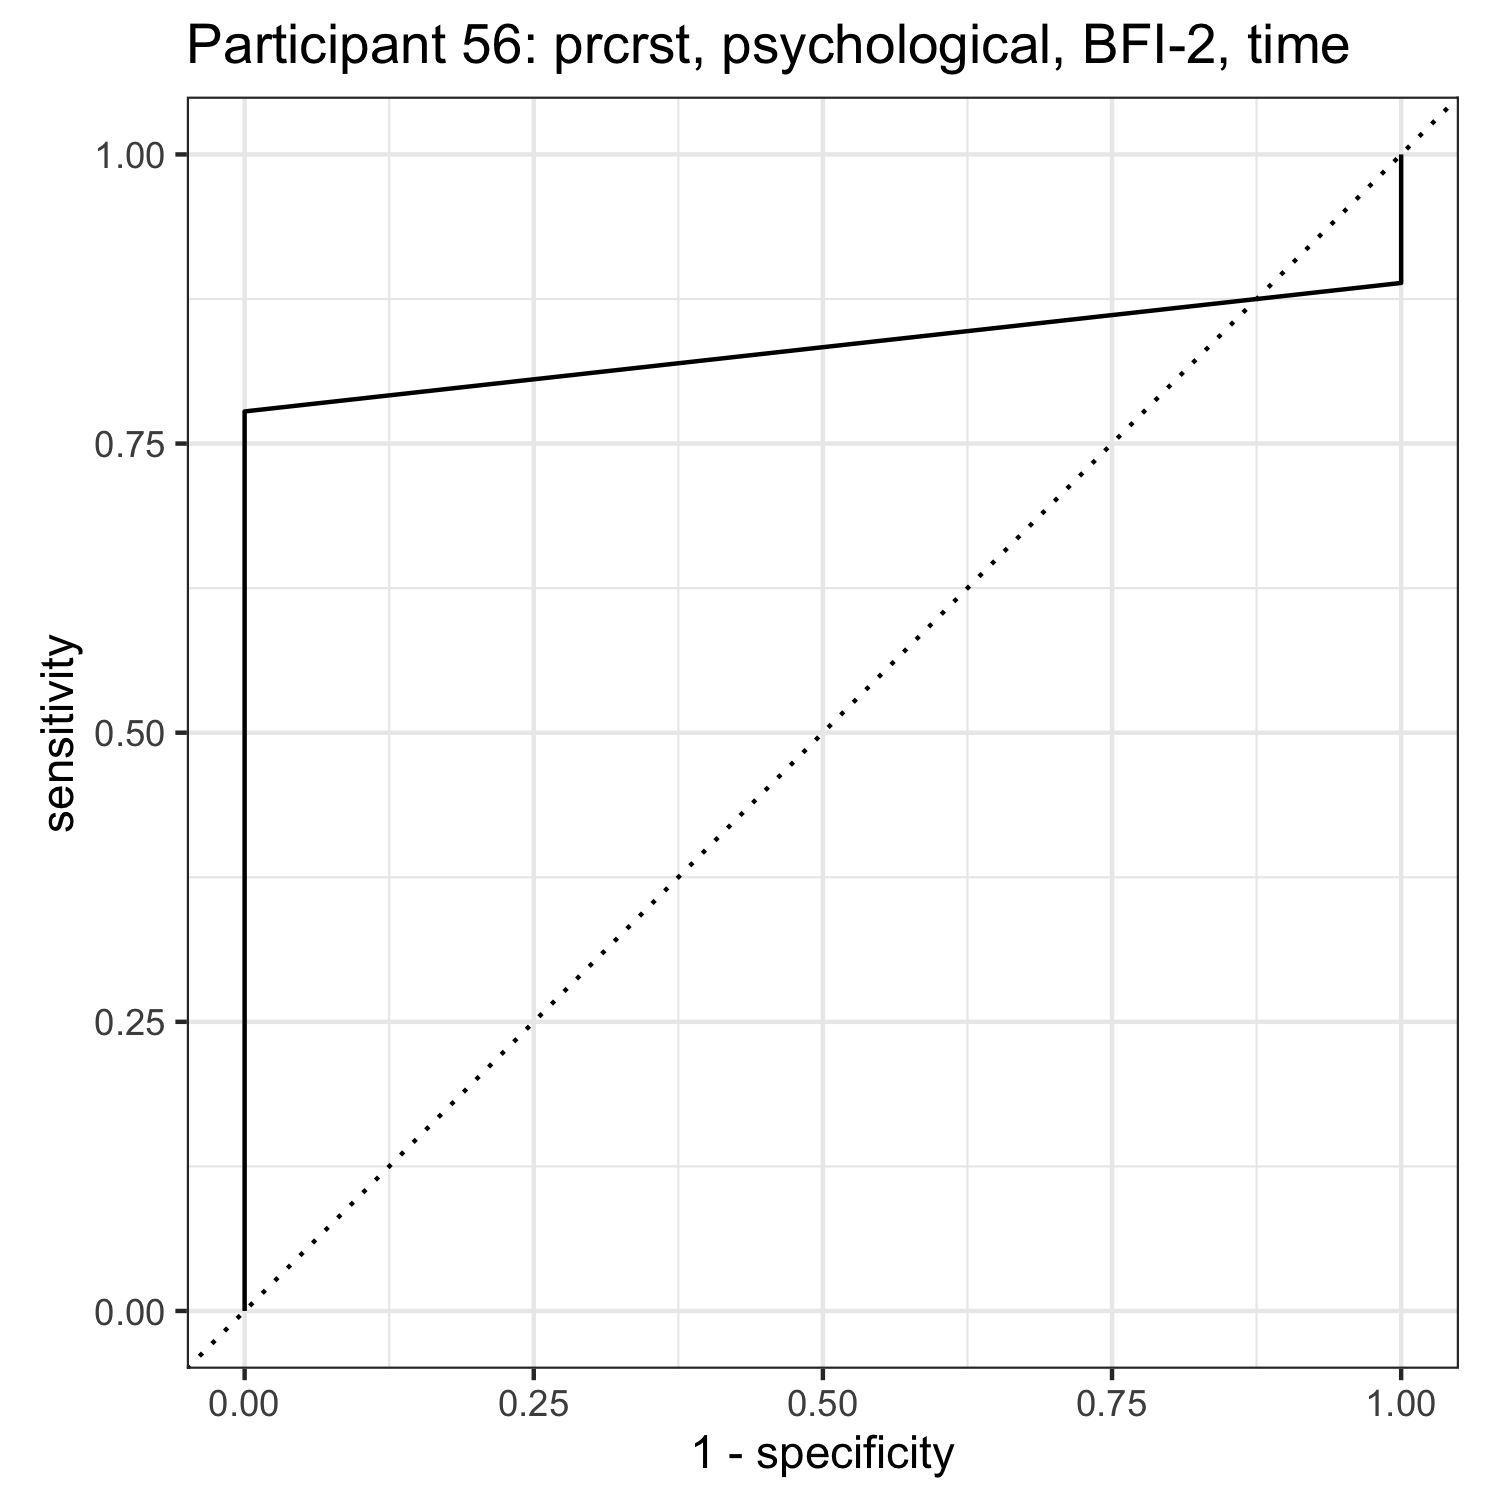 Participant 56: prcrst, psychological, BFI-2, time
1.00
0.75
0.50
0.25
0.00
sensitivity
0.00 0.25 0.50 0.75 1.00
1 - specificity